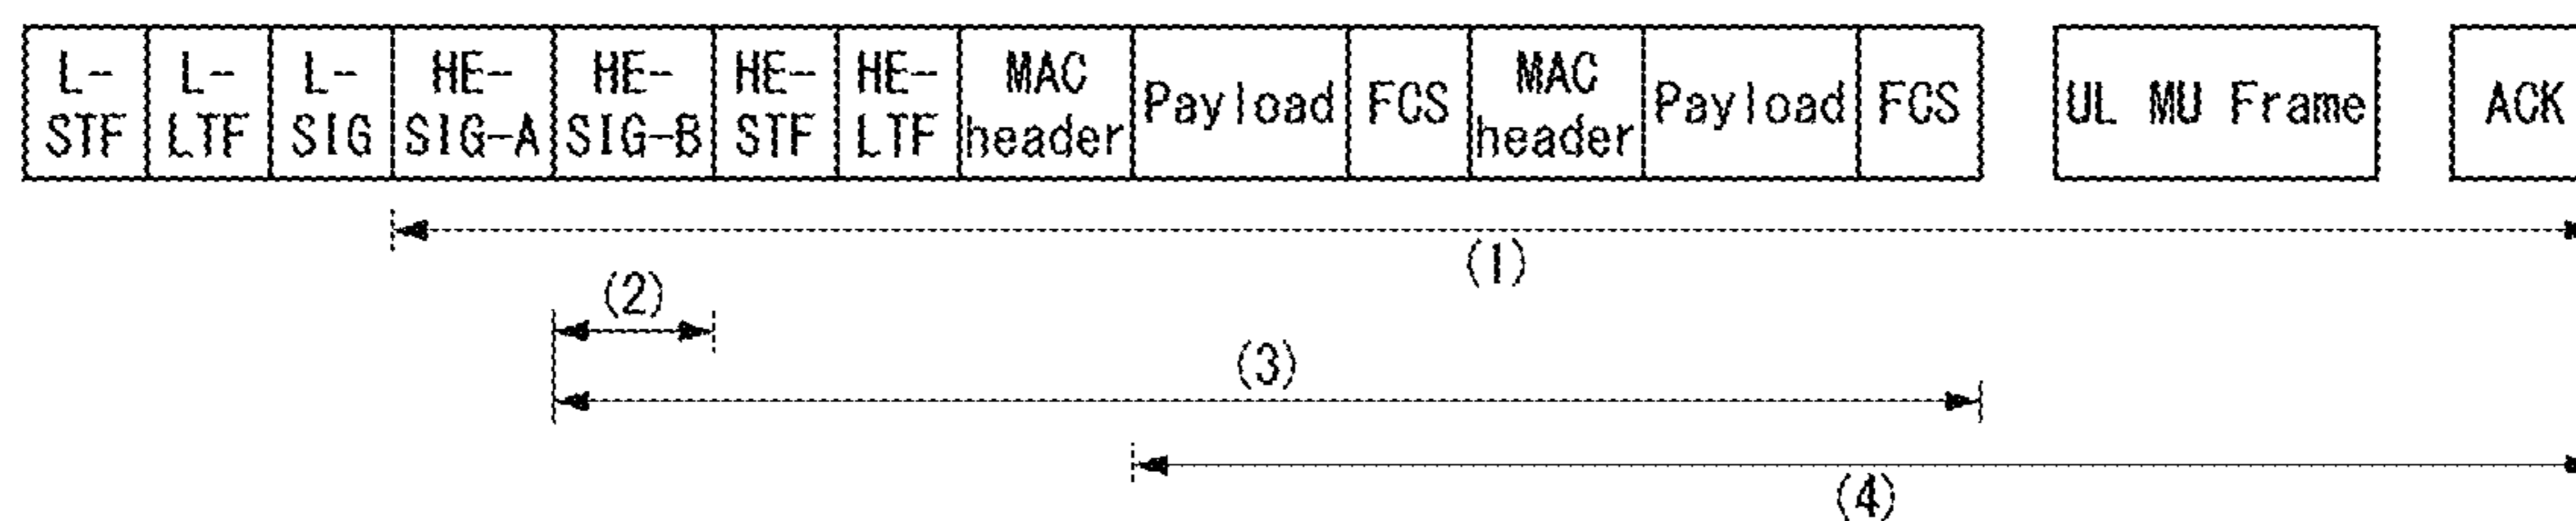 L-STF L-LTF L-SIG HE-SIG-A HE-SIG-B HE-STF HE-LTF MAC header Payload FCS MAC header Payload FCS UL MU Frame ACK
(1)
(2)
(3)
(4)